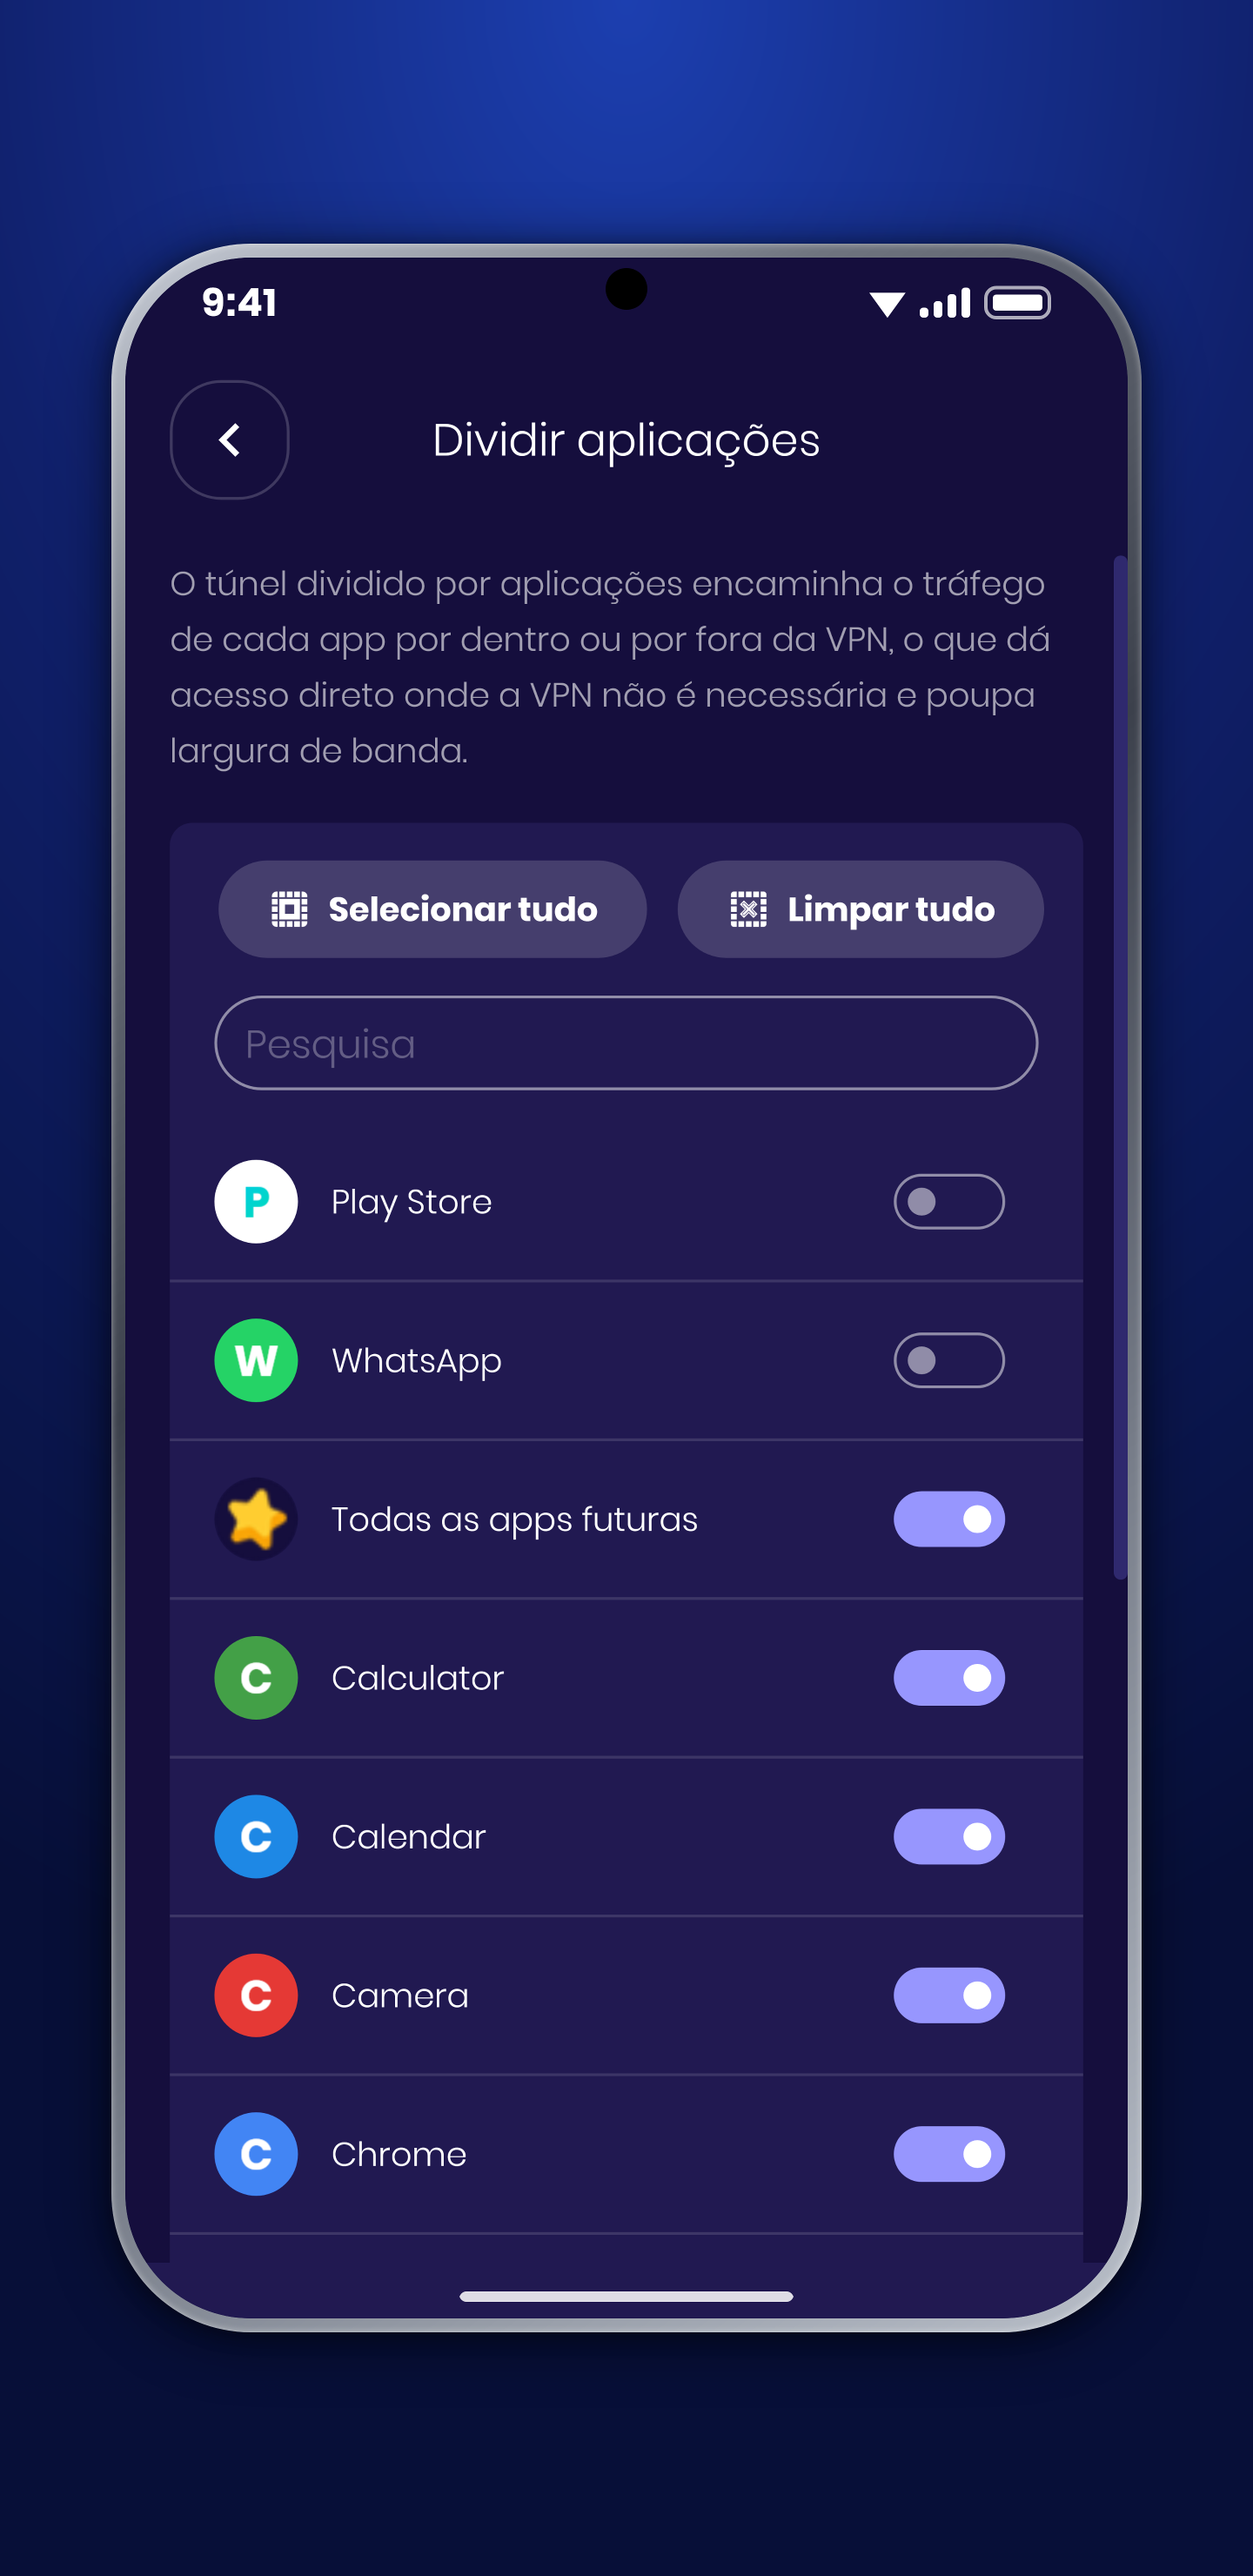 9:41
Dividir aplicações
O túnel dividido por aplicações encaminha o tráfego
de cada app por dentro ou por fora da VPN, o que dá
acesso direto onde a VPN não é necessária e poupa
largura de banda.
Selecionar tudo
Limpar tudo
Pesquisa
P
Play Store
W
WhatsApp
Todas as apps futuras
C
Calculator
C
Calendar
C
Camera
C
Chrome